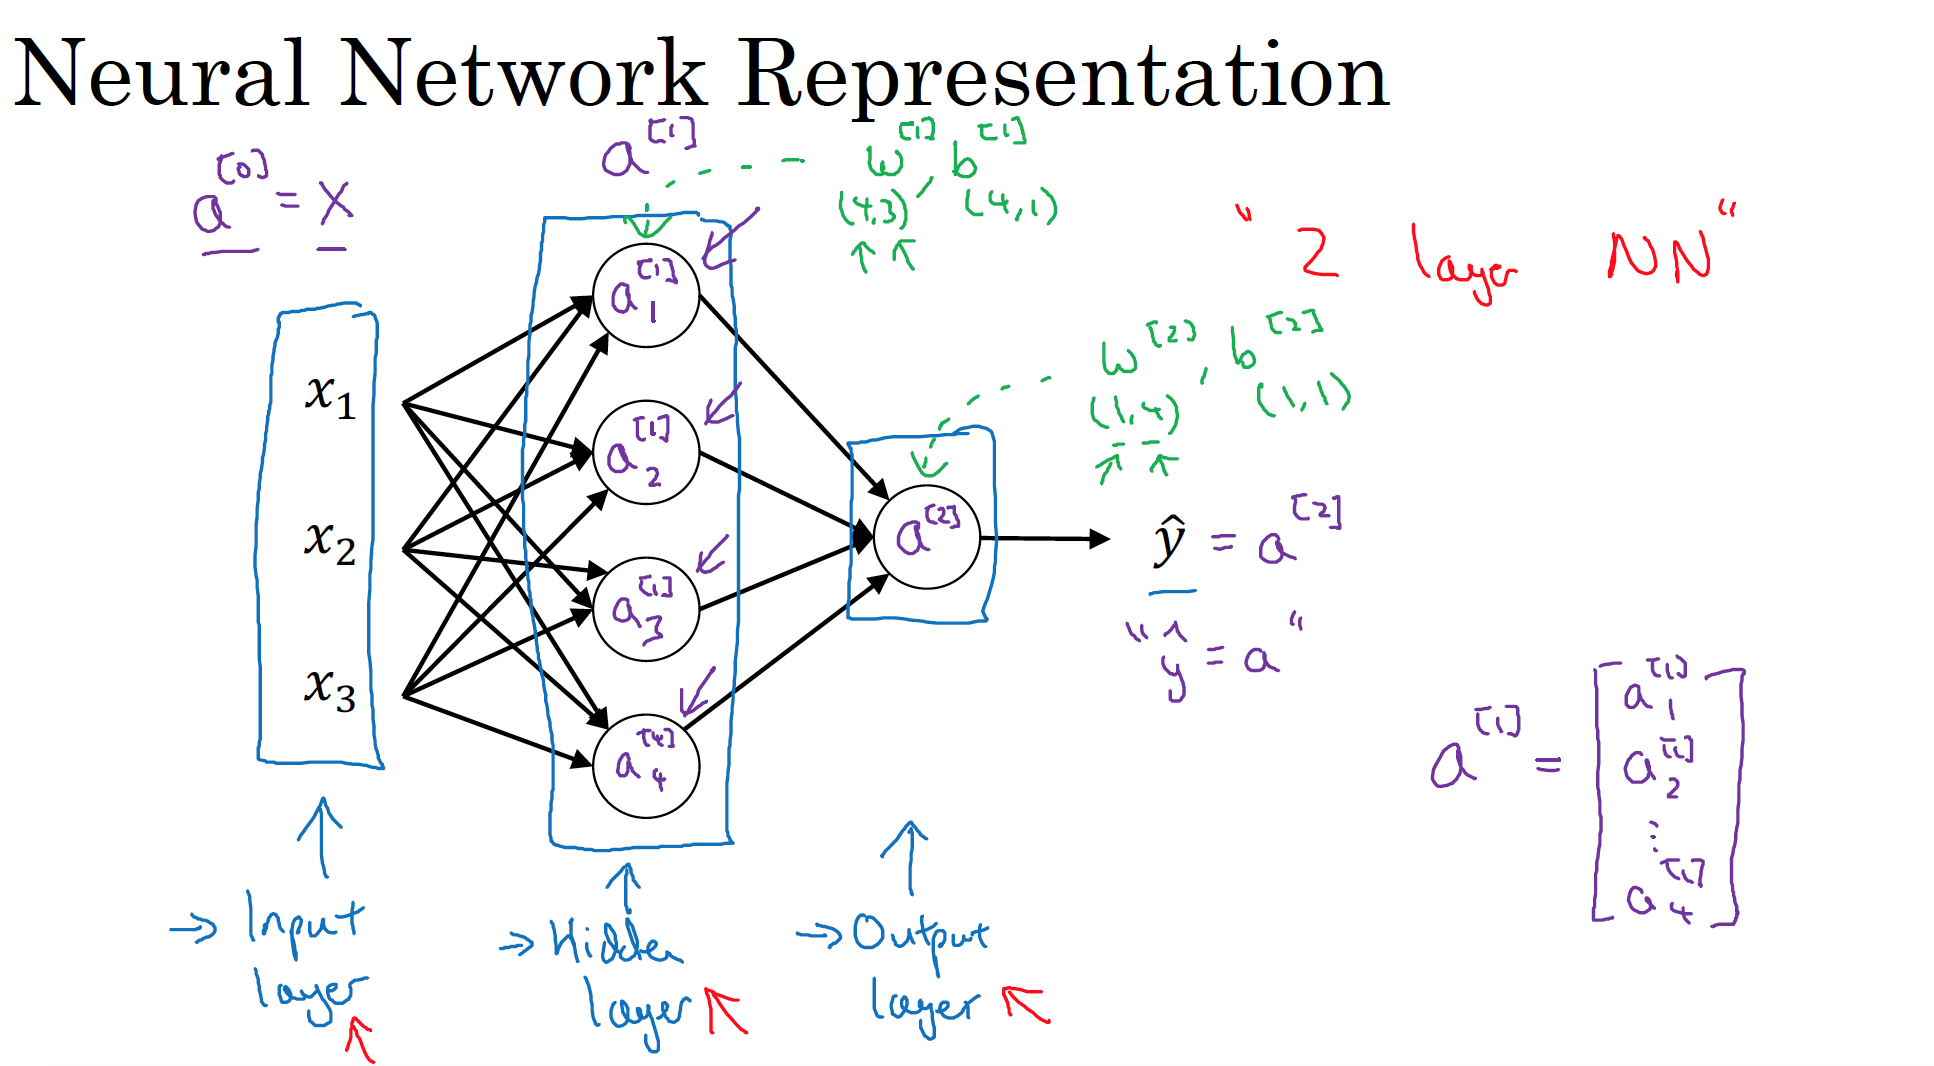 Neural Network Representation
a^[0] = X
a^[1]
w^[1], b^[1]
(4,3) (4,1)
"2 layer NN"
x₁
x₂
x₃
a₁^[1]
a₂^[1]
a₃^[1]
a₄^[4]
w^[2], b^[2]
(1,4) (1,1)
a^[2]
ŷ = a^[2]
"ŷ = a"
a^[1] = [
a₁^[1]
a₂^[1]
⋮
a₄^[1]
]
→ Input layer
→ Hidden layer
→ Output layer